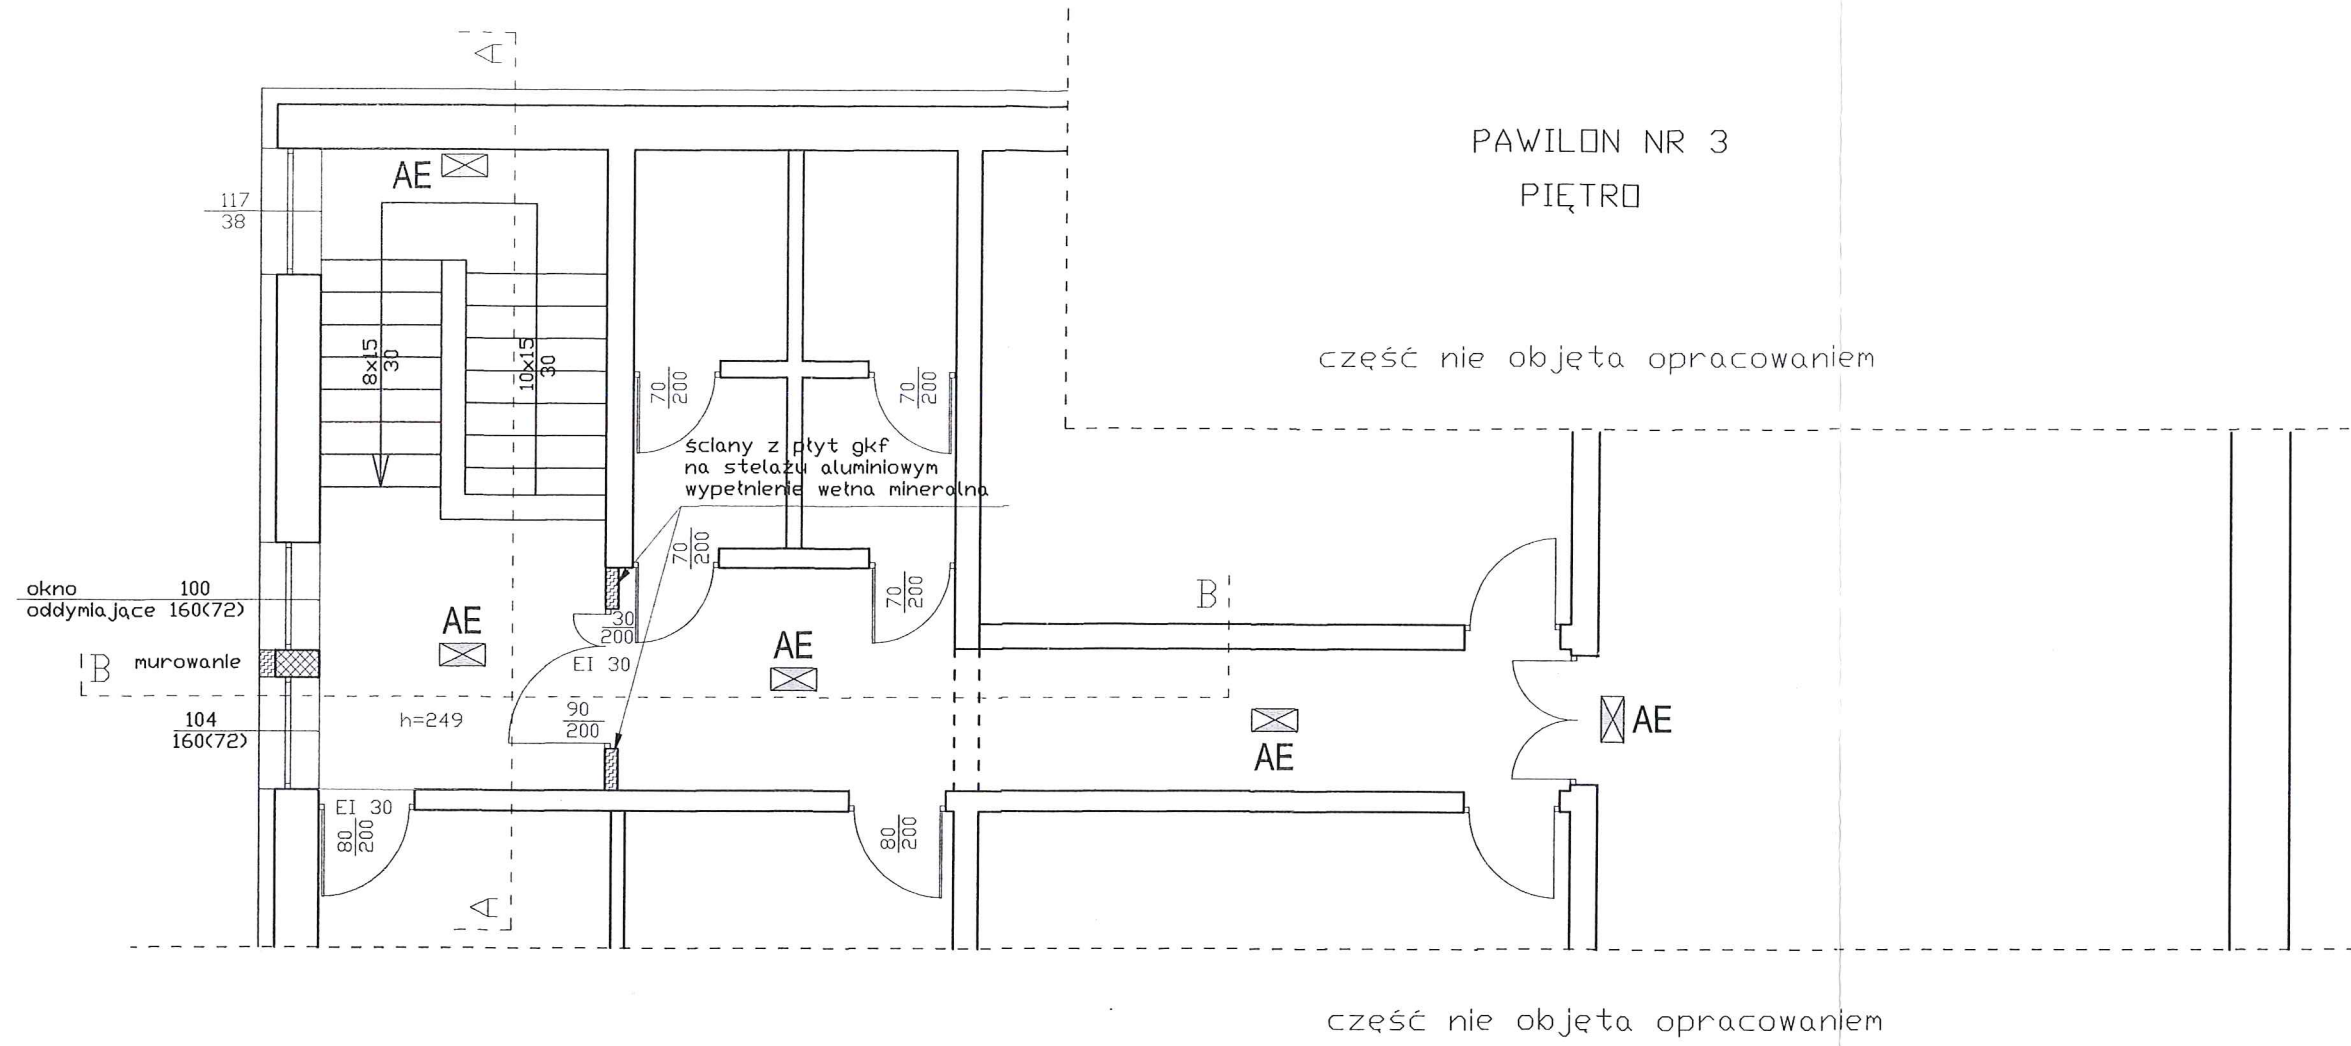 A
PAWILON NR 3
PIĘTRO
AE
117
38
część nie objęta opracowaniem
8x15
30
10x15
30
70
200
70
200
ściany z płyt gkf
na stelażu aluminiowym
wypełnienie wełna mineralna
70
200
70
200
okno 100
oddymiające 160(72)
AE
30
200
AE
B
B murowanie
EI 30
104
160(72)
h=249
90
200
AE
AE
EI 30
80
200
80
200
A
część nie objęta opracowaniem